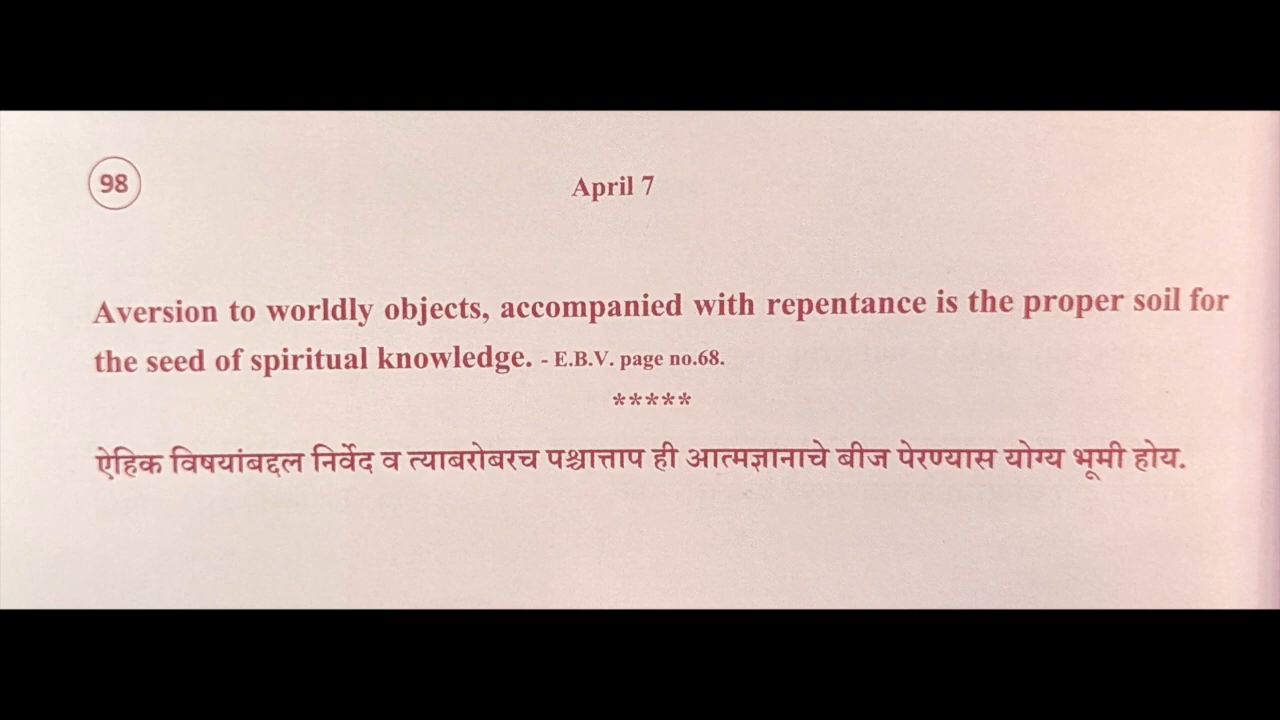 98
April 7
Aversion to worldly objects, accompanied with repentance is the proper soil for
the seed of spiritual knowledge. - E.B.V. page no.68.
*****
ऐहिक विषयांबद्दल निर्वेद व त्याबरोबरच पश्चात्ताप ही आत्मज्ञानाचे बीज पेरण्यास योग्य भूमी होय.